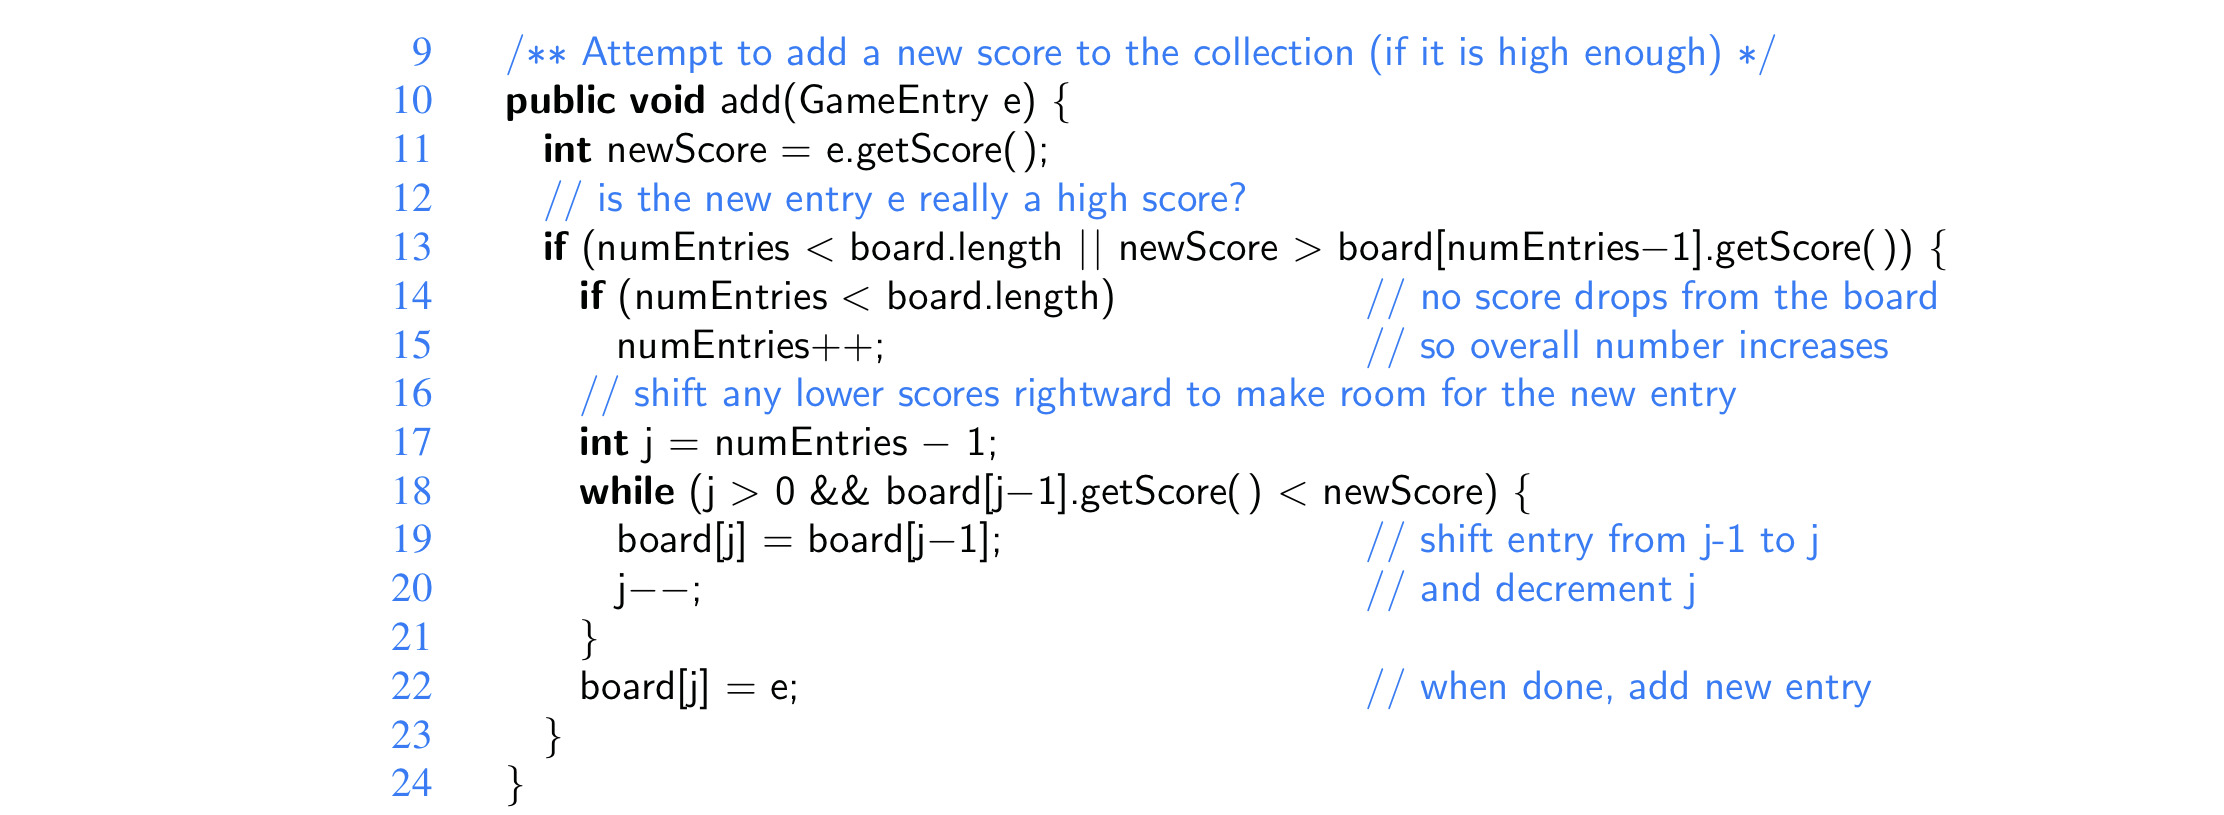 9 /** Attempt to add a new score to the collection (if it is high enough) */
10 public void add(GameEntry e) {
11 int newScore = e.getScore();
12 // is the new entry e really a high score?
13 if (numEntries < board.length || newScore > board[numEntries−1].getScore()) {
14 if (numEntries < board.length) // no score drops from the board
15 numEntries++; // so overall number increases
16 // shift any lower scores rightward to make room for the new entry
17 int j = numEntries − 1;
18 while (j > 0 && board[j−1].getScore() < newScore) {
19 board[j] = board[j−1]; // shift entry from j-1 to j
20 j−−; // and decrement j
21 }
22 board[j] = e; // when done, add new entry
23 }
24 }